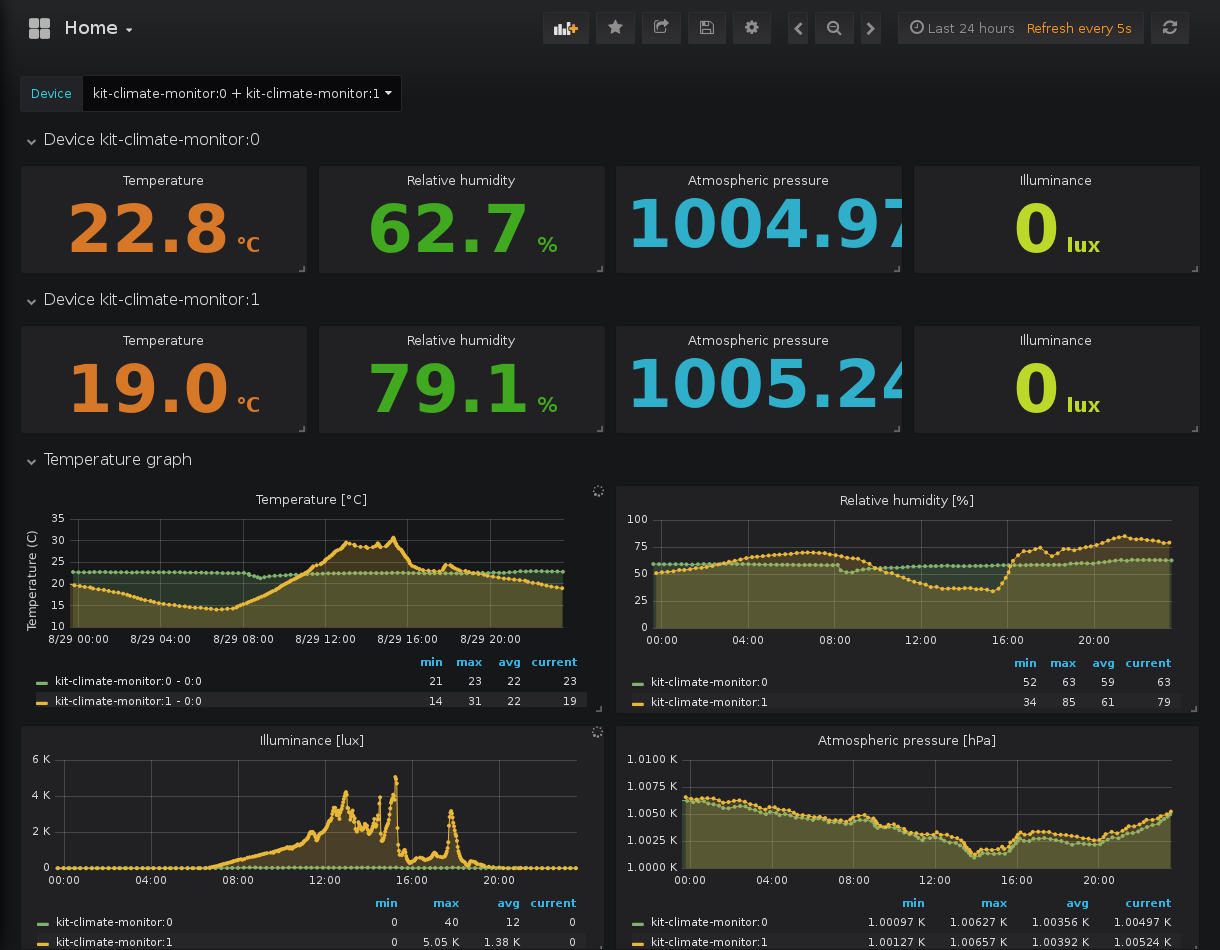 Home
Last 24 hours Refresh every 5s
Device kit-climate-monitor:0 + kit-climate-monitor:1
Device kit-climate-monitor:0
Temperature Relative humidity Atmospheric pressure Illuminance
22.8 °C 62.7 % 1004.97 0 lux
Device kit-climate-monitor:1
Temperature Relative humidity Atmospheric pressure Illuminance
19.0 °C 79.1 % 1005.24 0 lux
Temperature graph
Temperature [°C]
Temperature (C)
35
30
25
20
15
10
8/29 00:00 8/29 04:00 8/29 08:00 8/29 12:00 8/29 16:00 8/29 20:00
min max avg current
kit-climate-monitor:0 - 0:0 21 23 22 23
kit-climate-monitor:1 - 0:0 14 31 22 19
Relative humidity [%]
100
75
50
25
0
00:00 04:00 08:00 12:00 16:00 20:00
min max avg current
kit-climate-monitor:0 52 63 59 63
kit-climate-monitor:1 34 85 61 79
Illuminance [lux]
6 K
4 K
2 K
0
00:00 04:00 08:00 12:00 16:00 20:00
min max avg current
kit-climate-monitor:0 0 40 12 0
kit-climate-monitor:1 0 5.05 K 1.38 K 0
Atmospheric pressure [hPa]
1.0100 K
1.0075 K
1.0050 K
1.0025 K
1.0000 K
00:00 04:00 08:00 12:00 16:00 20:00
min max avg current
kit-climate-monitor:0 1.00097 K 1.00627 K 1.00356 K 1.00497 K
kit-climate-monitor:1 1.00127 K 1.00657 K 1.00392 K 1.00524 K